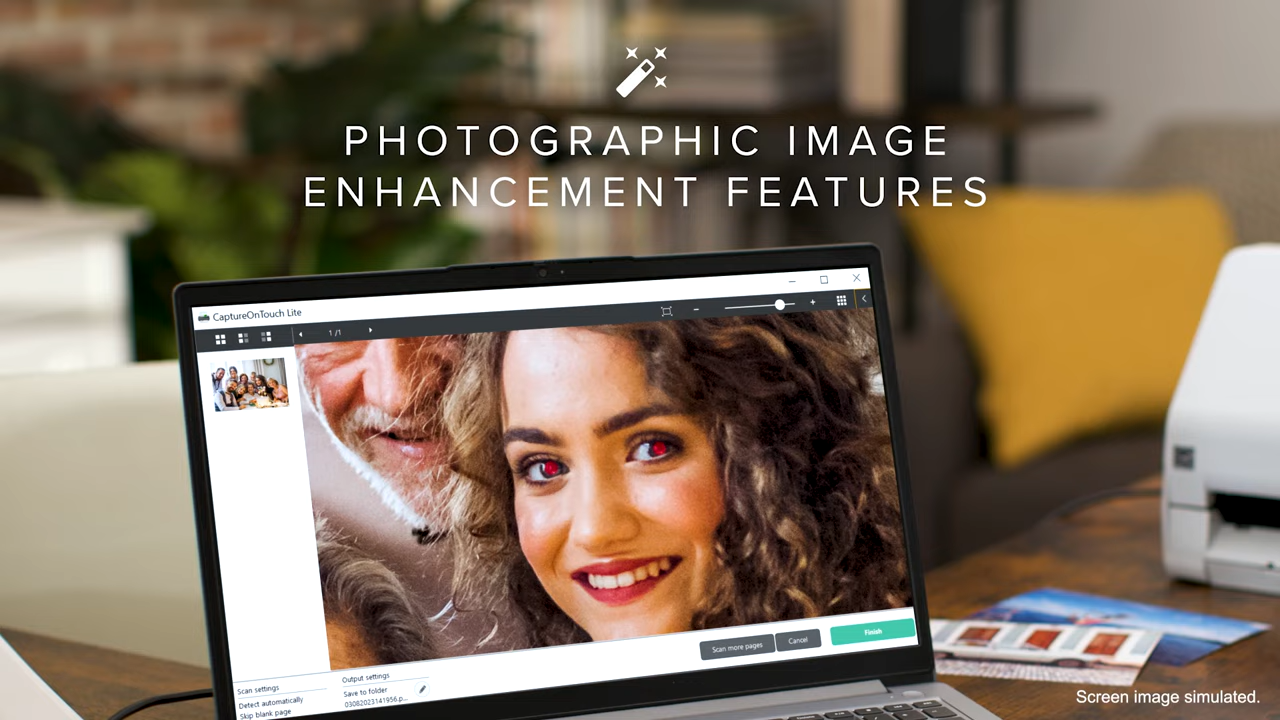 PHOTOGRAPHIC IMAGE
ENHANCEMENT FEATURES
CaptureOnTouch Lite
1 /1
Scan more pages
Cancel
Finish
Scan settings
Detect automatically
Skip blank page
Output settings
Save to folder
03082023141956.p...
Screen image simulated.